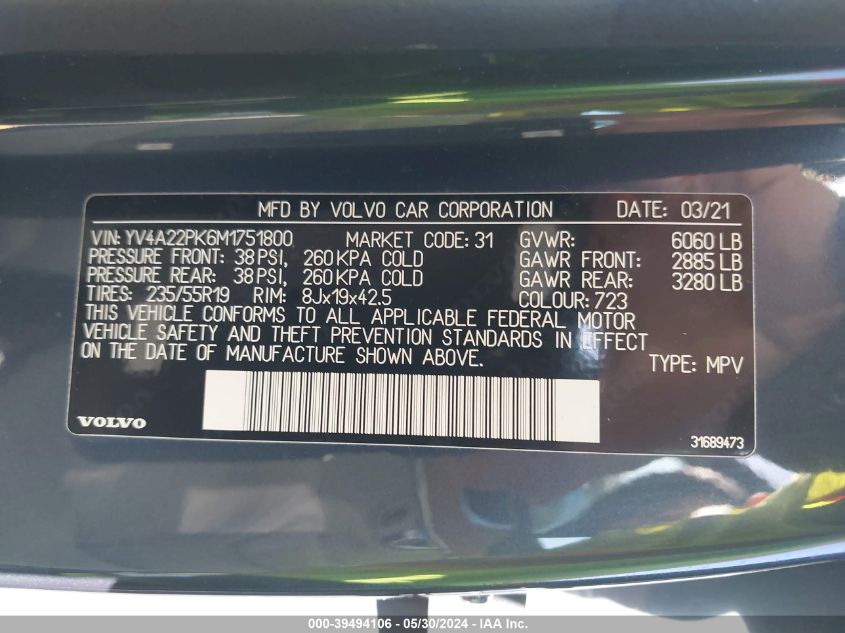 MFD BY VOLVO CAR CORPORATION DATE: 03/21
VIN: YV4A22PK6M1751800 MARKET CODE: 31 GVWR: 6060 LB
PRESSURE FRONT: 38 PSI, 260 KPA COLD GAWR FRONT: 2885 LB
PRESSURE REAR: 38 PSI, 260 KPA COLD GAWR REAR: 3280 LB
TIRES: 235/55R19 RIM: 8Jx19x42.5 COLOUR: 723
THIS VEHICLE CONFORMS TO ALL APPLICABLE FEDERAL MOTOR
VEHICLE SAFETY AND THEFT PREVENTION STANDARDS IN EFFECT
ON THE DATE OF MANUFACTURE SHOWN ABOVE. TYPE: MPV
VOLVO 31689473
000-39494106 - 05/30/2024 - IAA Inc.